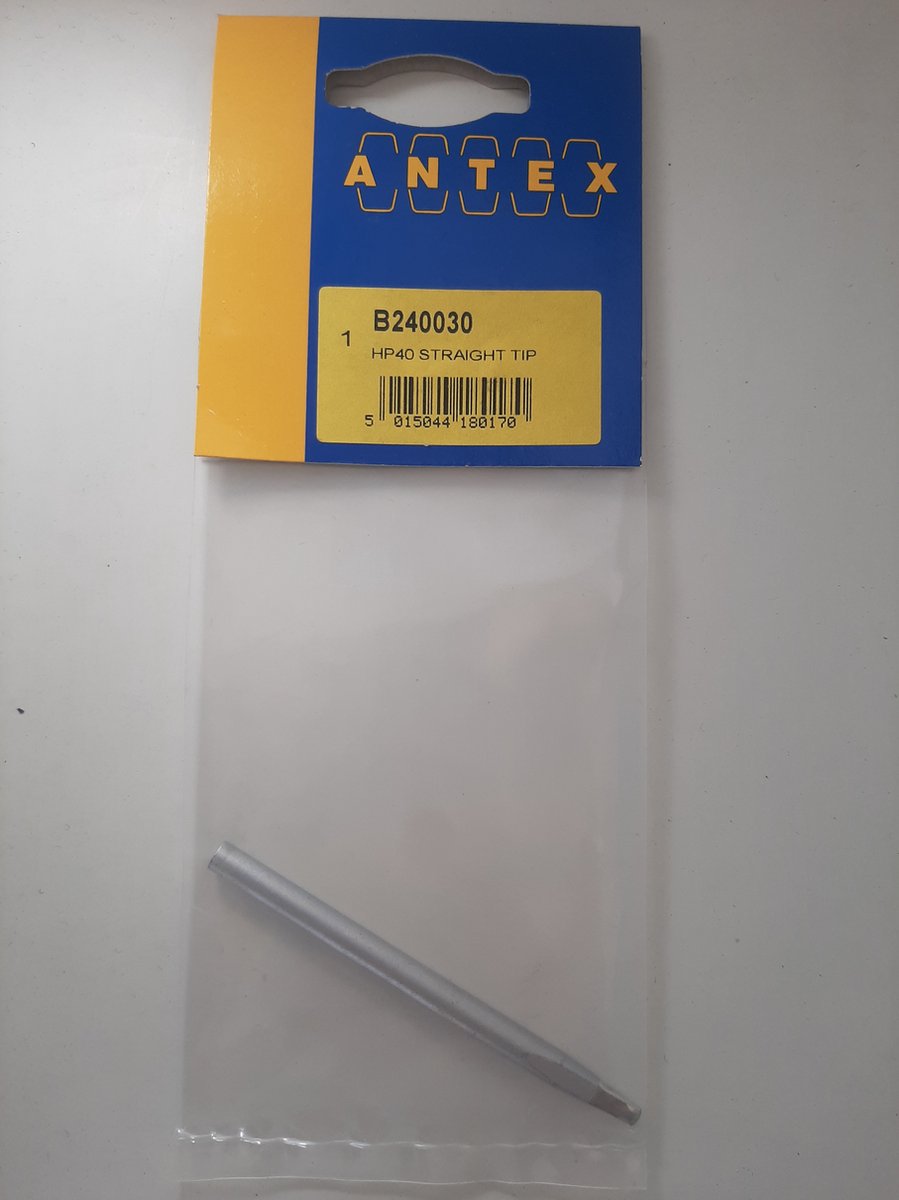 ANTEX
B240030
1
HP40 STRAIGHT TIP
5 015044 180170